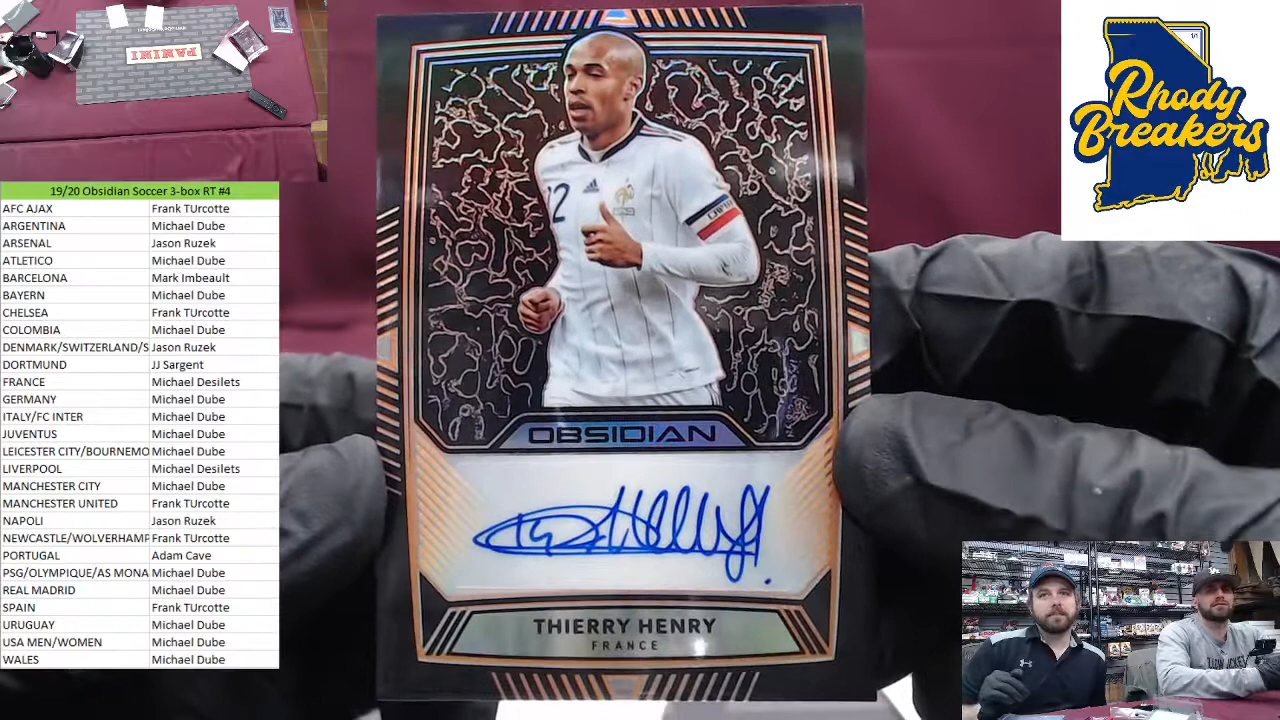 PANINI
19/20 Obsidian Soccer 3-box RT #4
AFC AJAX Frank TUrcotte
ARGENTINA Michael Dube
ARSENAL Jason Ruzek
ATLETICO Michael Dube
BARCELONA Mark Imbeault
BAYERN Michael Dube
CHELSEA Frank TUrcotte
COLOMBIA Michael Dube
DENMARK/SWITZERLAND/S Jason Ruzek
DORTMUND JJ Sargent
FRANCE Michael Desilets
GERMANY Michael Dube
ITALY/FC INTER Michael Dube
JUVENTUS Michael Dube
LEICESTER CITY/BOURNEMO Michael Dube
LIVERPOOL Michael Desilets
MANCHESTER CITY Michael Dube
MANCHESTER UNITED Frank TUrcotte
NAPOLI Jason Ruzek
NEWCASTLE/WOLVERHAMP Frank TUrcotte
PORTUGAL Adam Cave
PSG/OLYMPIQUE/AS MONA Michael Dube
REAL MADRID Michael Dube
SPAIN Frank TUrcotte
URUGUAY Michael Dube
USA MEN/WOMEN Michael Dube
WALES Michael Dube
12
adidas
OBSIDIAN
THIERRY HENRY
FRANCE
1/1
Rhody
Breakers